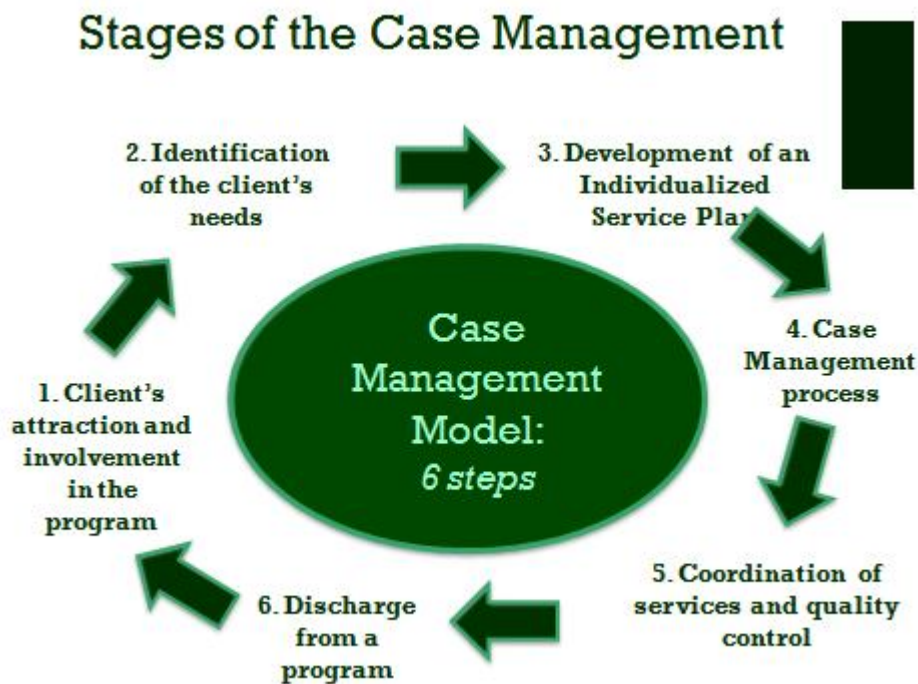 Stages of the Case Management
2. Identification
of the client's
needs
3. Development of an
Individualized
Service Plan
4. Case
Management
process
Case
Management
Model:
6 steps
1. Client's
attraction and
involvement
in the
program
5. Coordination of
services and quality
control
6. Discharge
from a
program